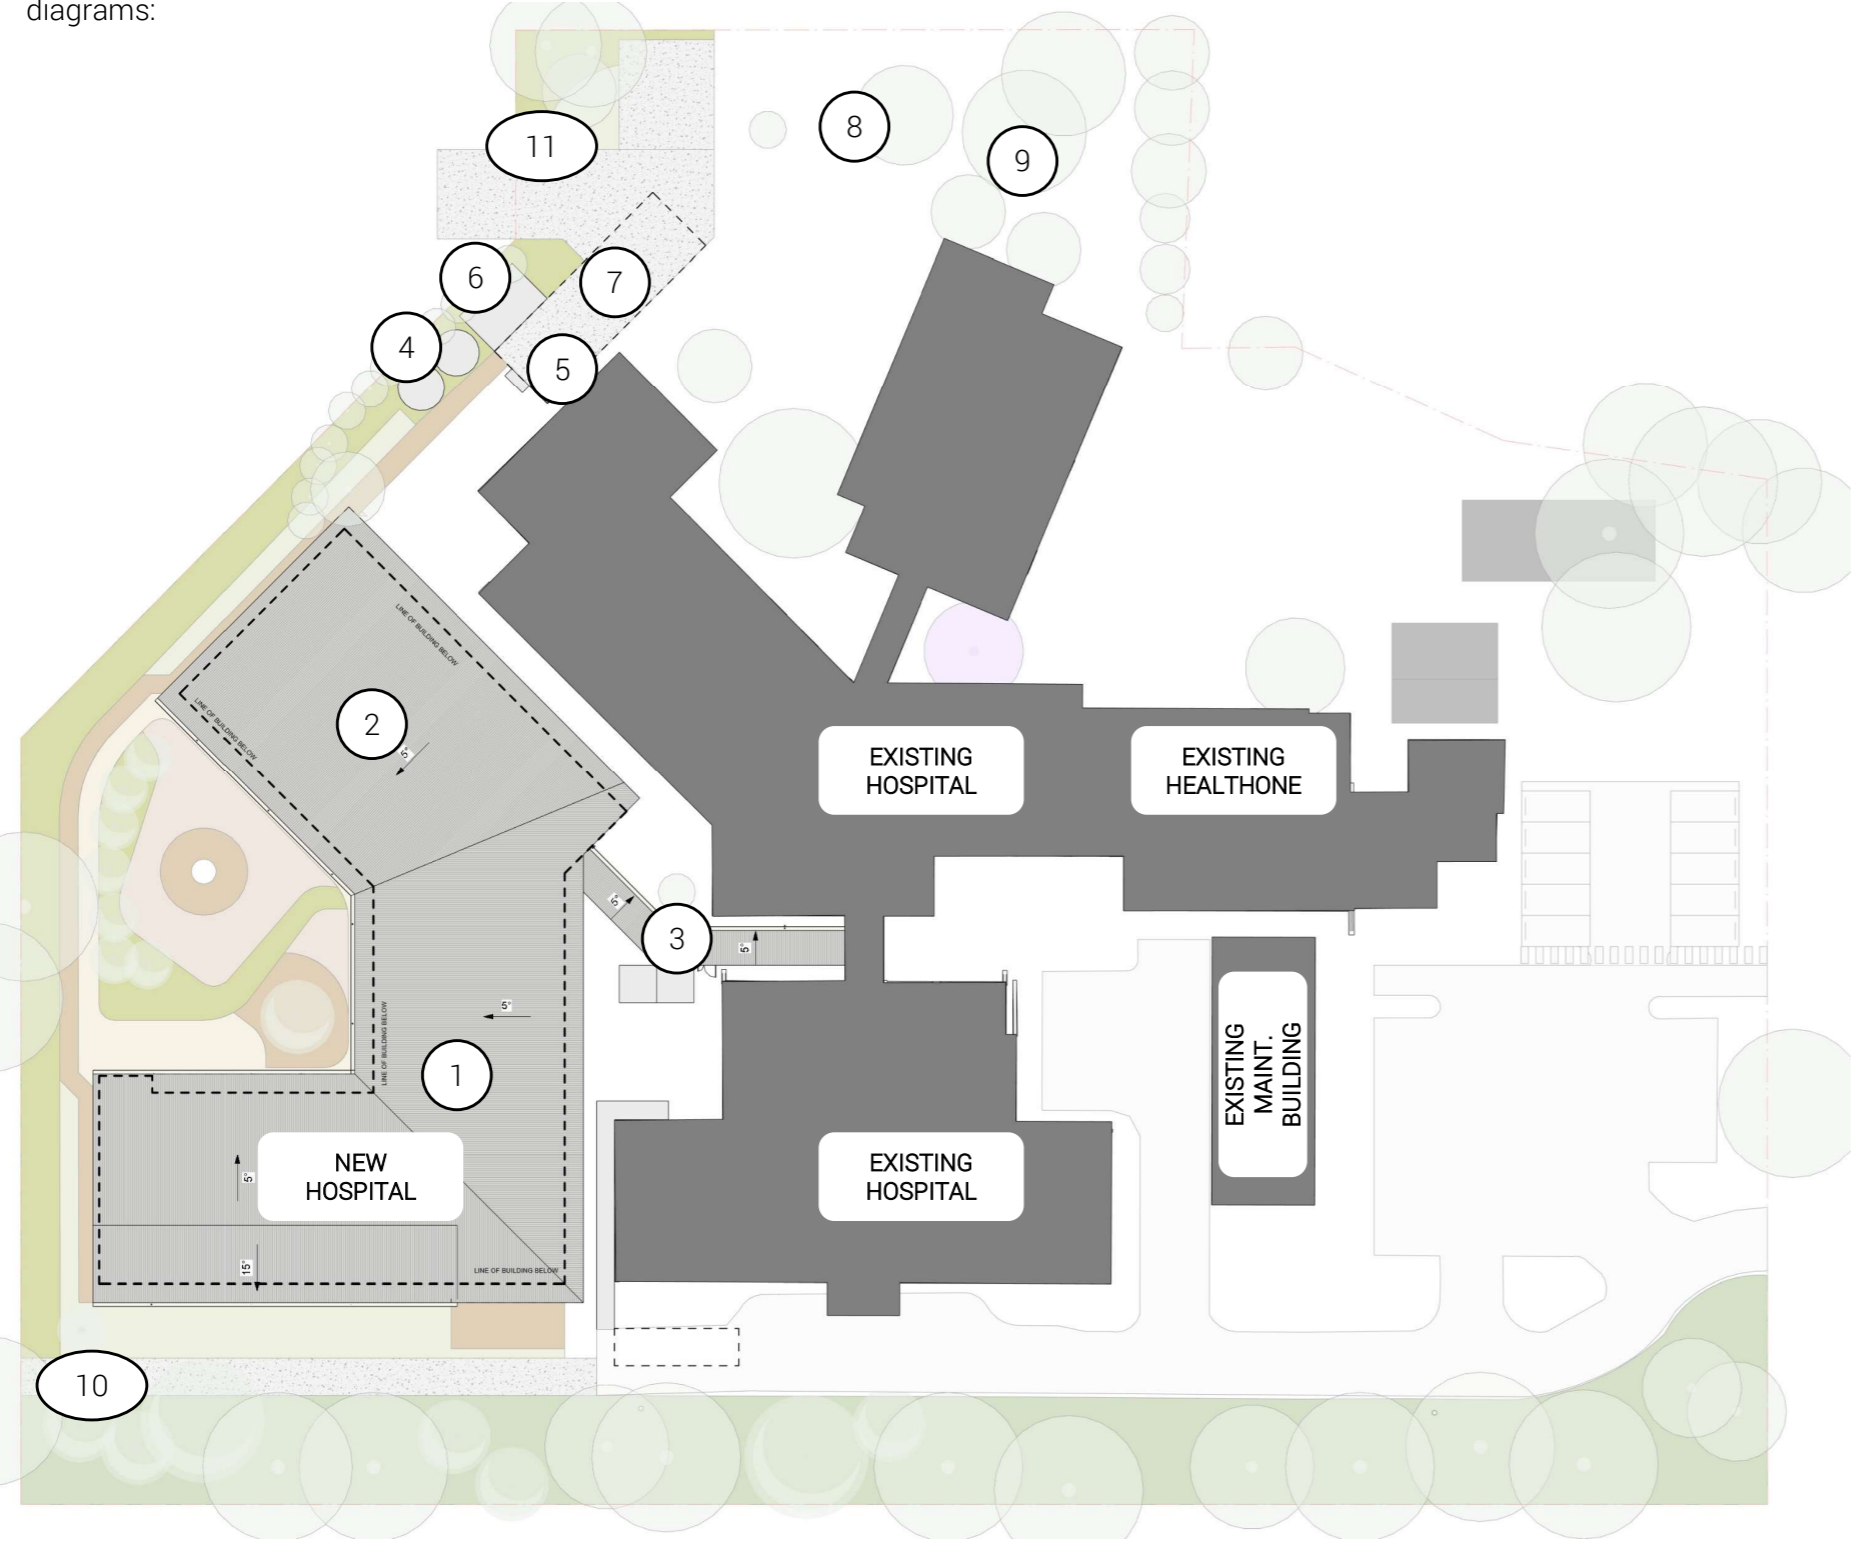 diagrams:
11
8
9
6
7
4
5
LINE OF BUILDING BELOW
LINE OF BUILDING BELOW
2
5°
EXISTING
HOSPITAL
EXISTING
HEALTHONE
5°
3
5°
5°
LINE OF BUILDING BELOW
1
EXISTING
MAINT.
BUILDING
NEW
HOSPITAL
5°
EXISTING
HOSPITAL
15°
LINE OF BUILDING BELOW
10